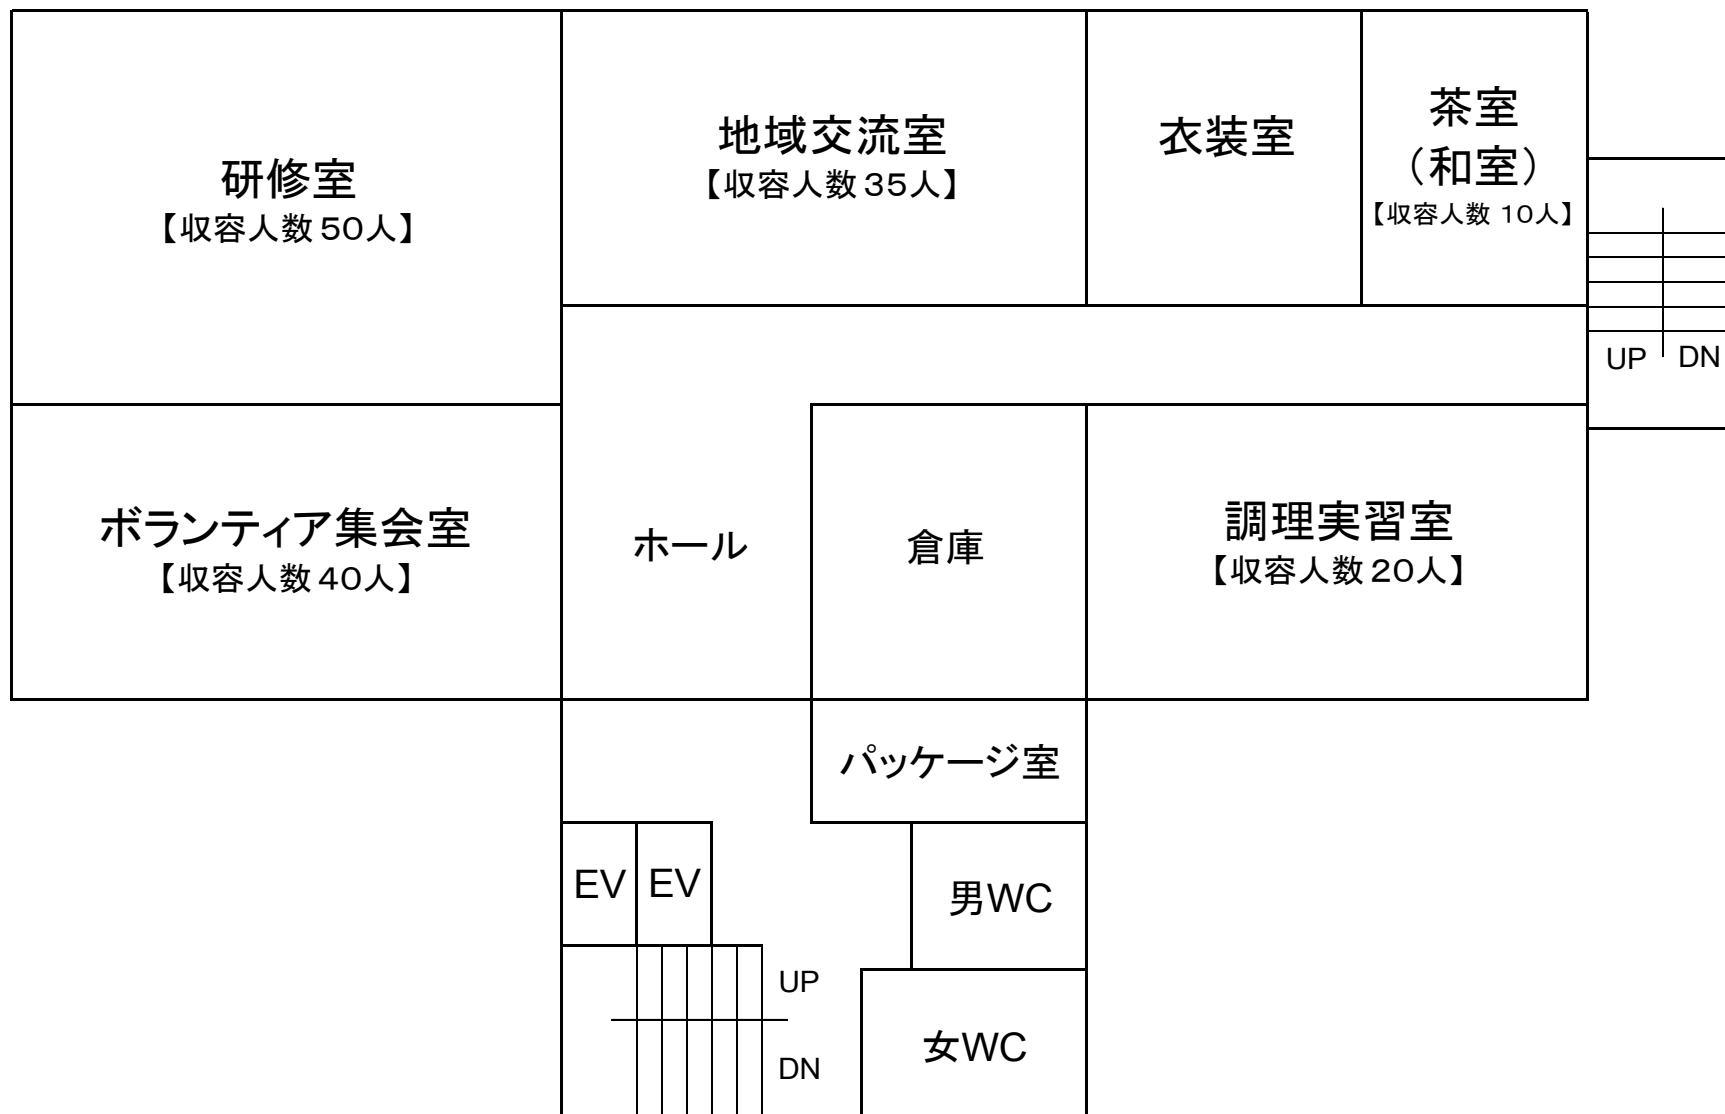 研修室
【収容人数50人】
地域交流室
【収容人数35人】
衣装室
茶室
（和室）
【収容人数 10人】
UP
DN
ボランティア集会室
【収容人数40人】
ホール
倉庫
調理実習室
【収容人数20人】
パッケージ室
EV
EV
男WC
UP
DN
女WC